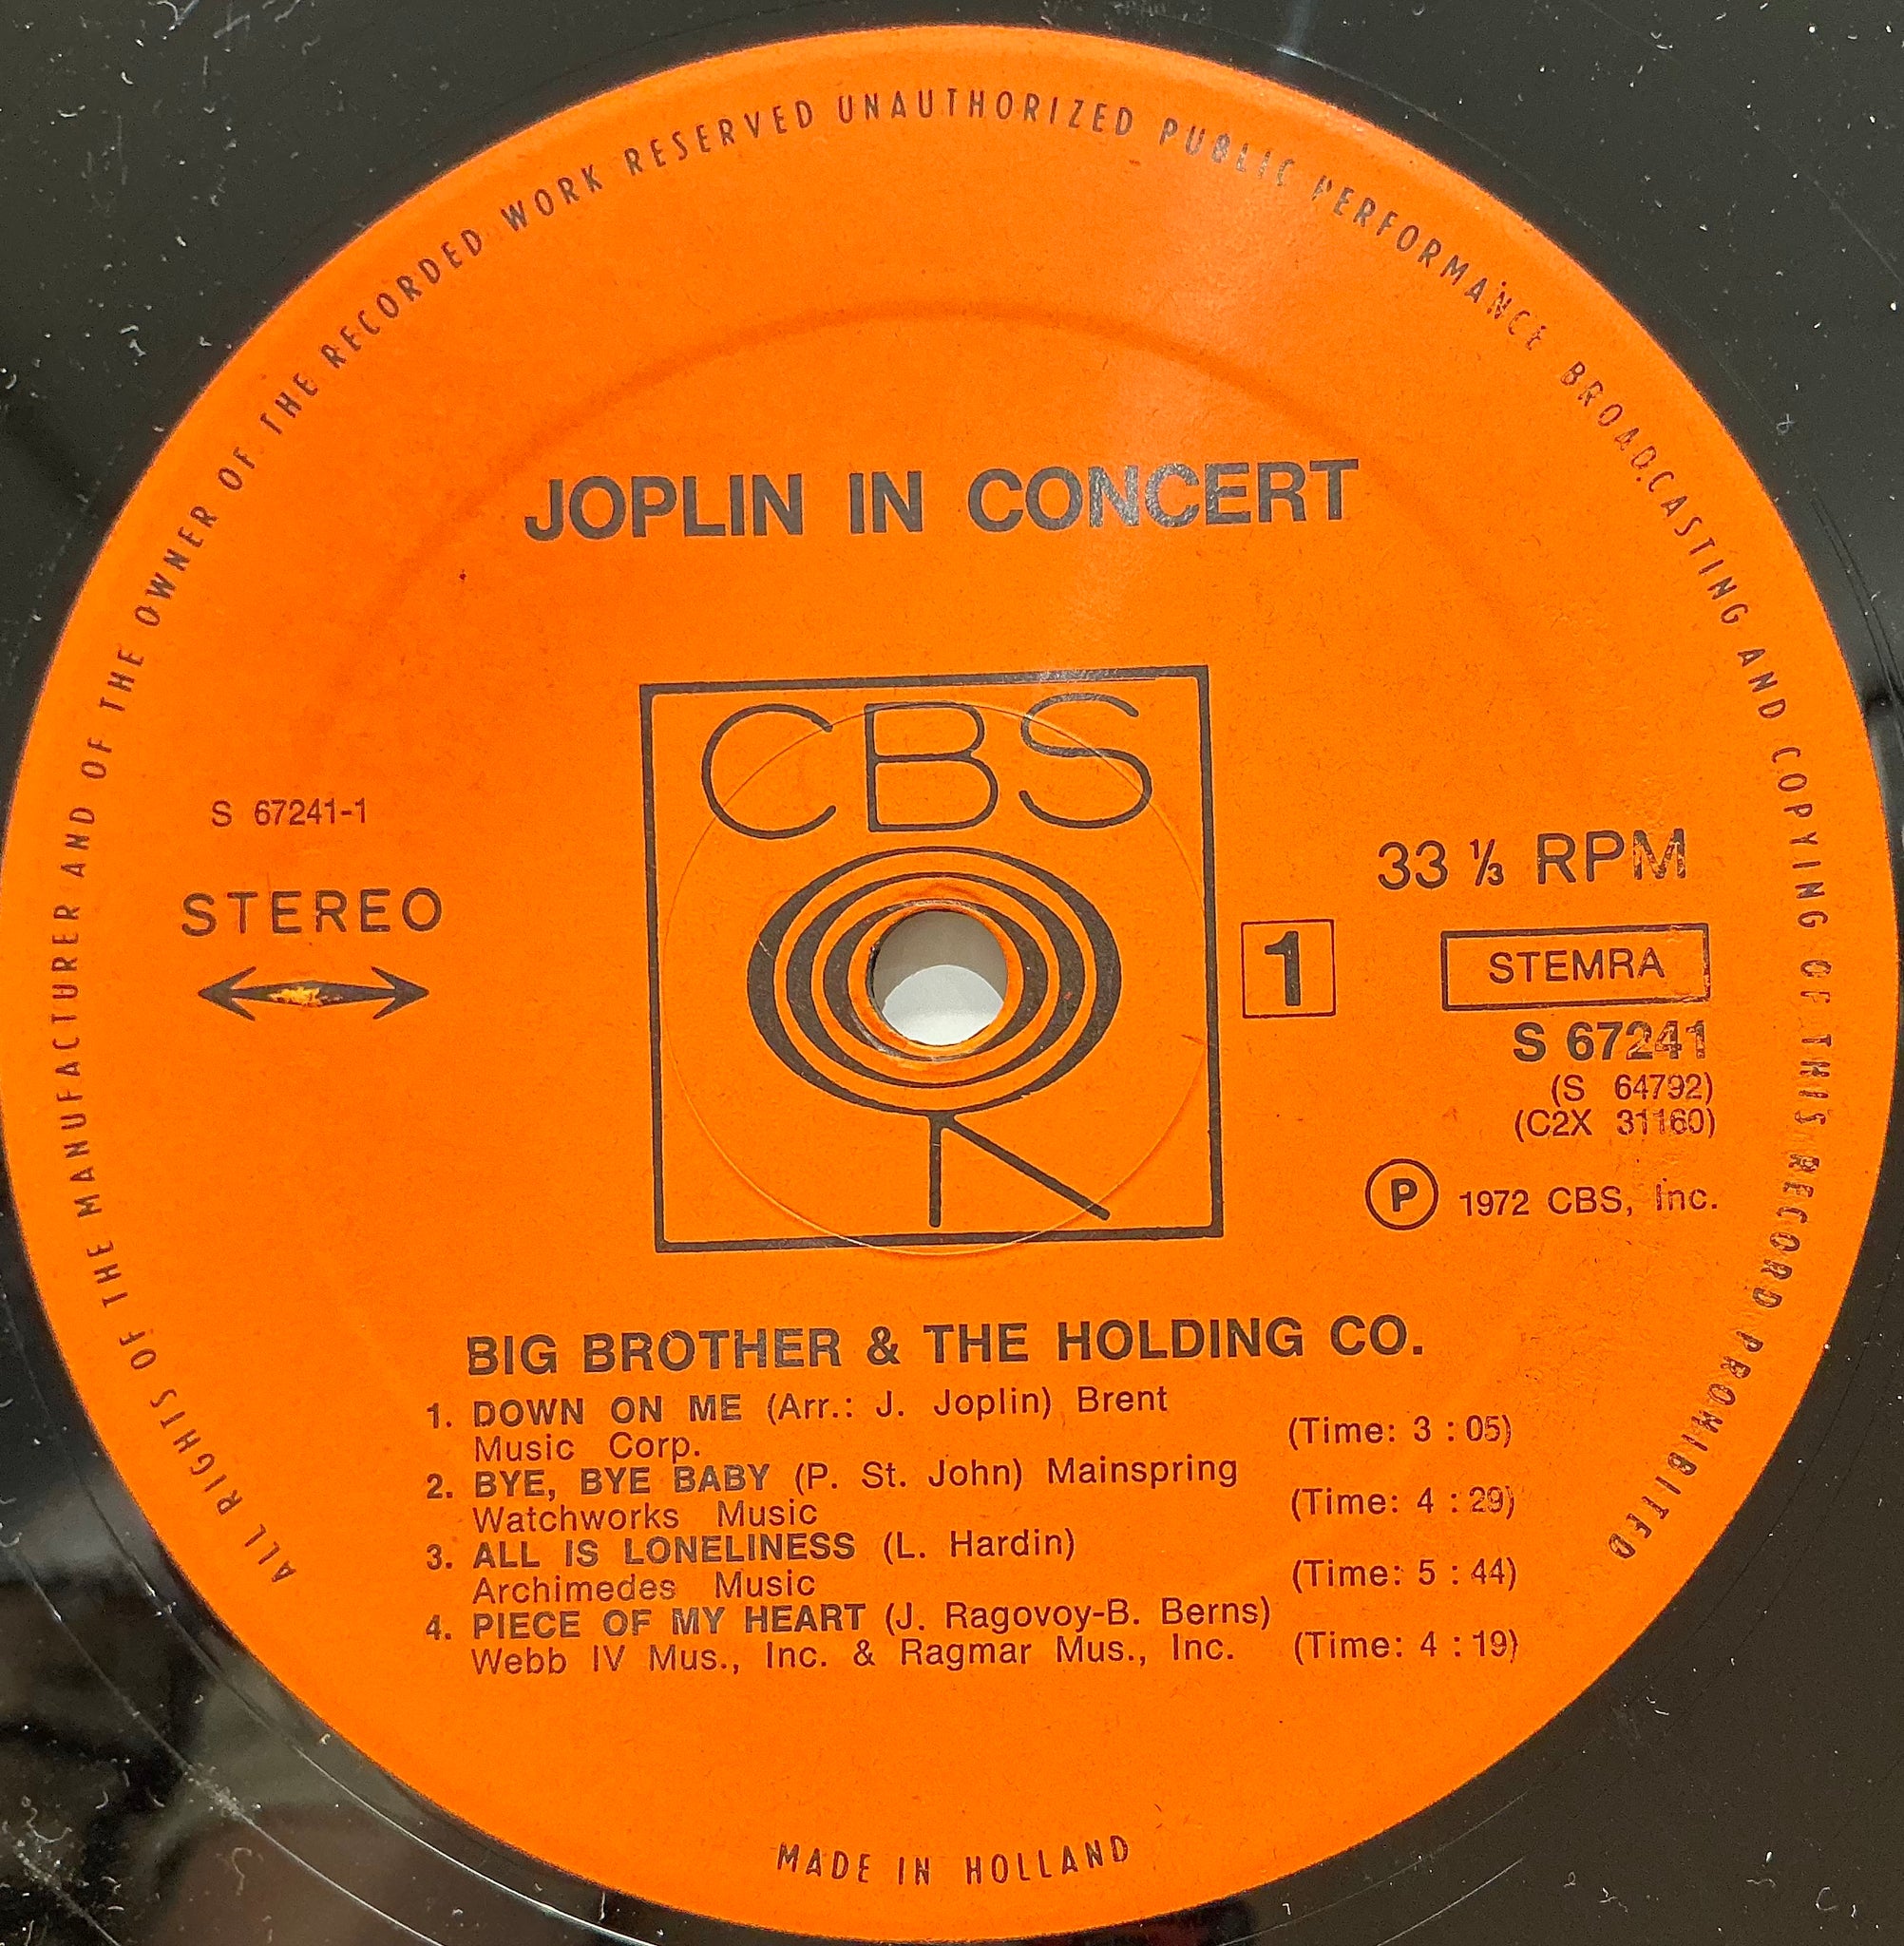 ALL RIGHTS OF THE MANUFACTURER AND OF THE OWNER OF THE RECORDED WORK RESERVED UNAUTHORIZED PUBLIC PERFORMANCE BROADCASTING AND COPYING OF THIS RECORD PROHIBITED
JOPLIN IN CONCERT
CBS
S 67241-1
STEREO
33 ⅓ RPM
1
STEMRA
S 67241
(S 64792)
(C2X 31160)
Ⓟ 1972 CBS, Inc.
BIG BROTHER & THE HOLDING CO.
1. DOWN ON ME (Arr.: J. Joplin) Brent
Music Corp. (Time: 3 : 05)
2. BYE, BYE BABY (P. St. John) Mainspring
Watchworks Music (Time: 4 : 29)
3. ALL IS LONELINESS (L. Hardin)
Archimedes Music (Time: 5 : 44)
4. PIECE OF MY HEART (J. Ragovoy-B. Berns)
Webb IV Mus., Inc. & Ragmar Mus., Inc. (Time: 4 : 19)
MADE IN HOLLAND